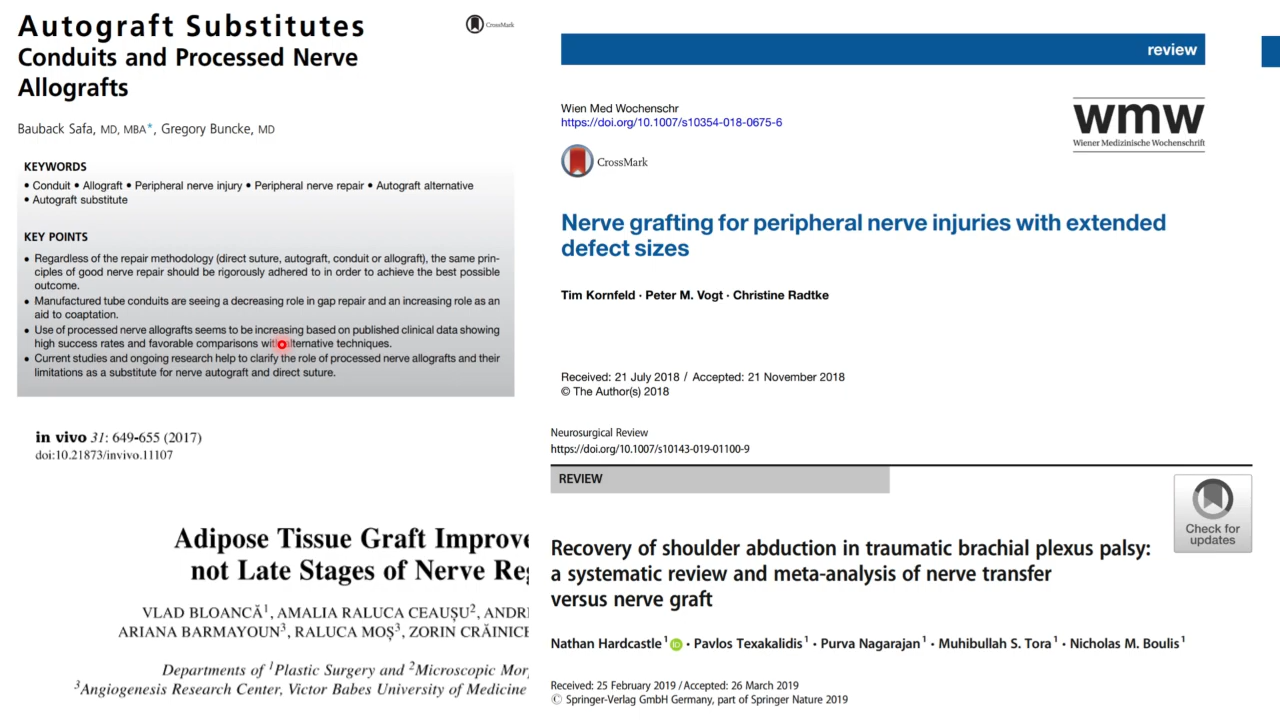 Autograft Substitutes
Conduits and Processed Nerve
Allografts
CrossMark
Bauback Safa, MD, MBA*, Gregory Buncke, MD
KEYWORDS
• Conduit • Allograft • Peripheral nerve injury • Peripheral nerve repair • Autograft alternative
• Autograft substitute
KEY POINTS
• Regardless of the repair methodology (direct suture, autograft, conduit or allograft), the same prin-
ciples of good nerve repair should be rigorously adhered to in order to achieve the best possible
outcome.
• Manufactured tube conduits are seeing a decreasing role in gap repair and an increasing role as an
aid to coaptation.
• Use of processed nerve allografts seems to be increasing based on published clinical data showing
high success rates and favorable comparisons with alternative techniques.
• Current studies and ongoing research help to clarify the role of processed nerve allografts and their
limitations as a substitute for nerve autograft and direct suture.
in vivo 31: 649-655 (2017)
doi:10.21873/invivo.11107
Adipose Tissue Graft Improve
not Late Stages of Nerve Reg
VLAD BLOANCĂ1, AMALIA RALUCA CEAUȘU2, ANDRE
ARIANA BARMAYOUN3, RALUCA MOȘ3, ZORIN CRĂINICE
Departments of 1Plastic Surgery and 2Microscopic Mor
3Angiogenesis Research Center, Victor Babes University of Medicine
review
Wien Med Wochenschr
https://doi.org/10.1007/s10354-018-0675-6
wmw
Wiener Medizinische Wochenschrift
CrossMark
Nerve grafting for peripheral nerve injuries with extended
defect sizes
Tim Kornfeld · Peter M. Vogt · Christine Radtke
Received: 21 July 2018 / Accepted: 21 November 2018
© The Author(s) 2018
Neurosurgical Review
https://doi.org/10.1007/s10143-019-01100-9
REVIEW
Check for
updates
Recovery of shoulder abduction in traumatic brachial plexus palsy:
a systematic review and meta-analysis of nerve transfer
versus nerve graft
Nathan Hardcastle1 · Pavlos Texakalidis1 · Purva Nagarajan1 · Muhibullah S. Tora1 · Nicholas M. Boulis1
Received: 25 February 2019 / Accepted: 26 March 2019
© Springer-Verlag GmbH Germany, part of Springer Nature 2019